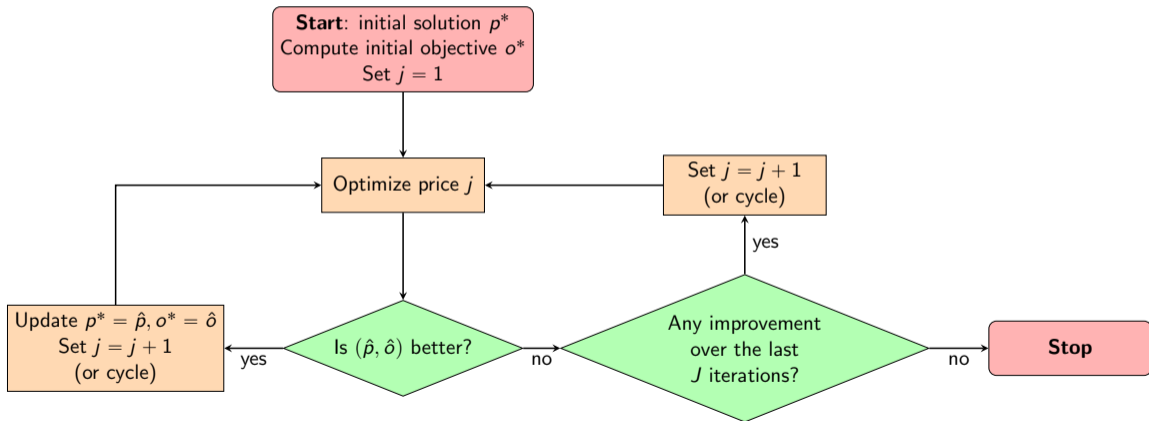 Start: initial solution p*
Compute initial objective o*
Set j = 1
Optimize price j
Set j = j + 1
(or cycle)
yes
Update p* = p̂, o* = ô
Set j = j + 1
(or cycle)
yes
Is (p̂, ô) better?
no
Any improvement
over the last
J iterations?
no
Stop